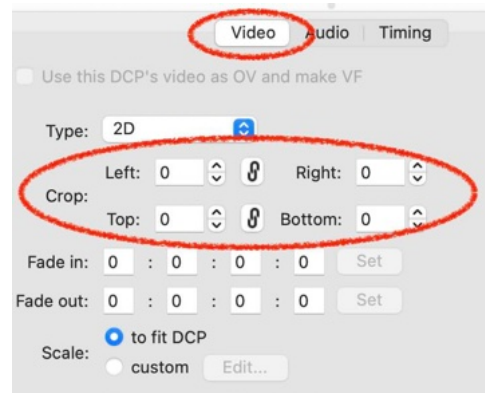 Video Audio Timing
Use this DCP's video as OV and make VF
Type: 2D
Left: 0 Right: 0
Crop:
Top: 0 Bottom: 0
Fade in: 0 : 0 : 0 : 0 Set
Fade out: 0 : 0 : 0 : 0 Set
to fit DCP
Scale:
custom Edit...